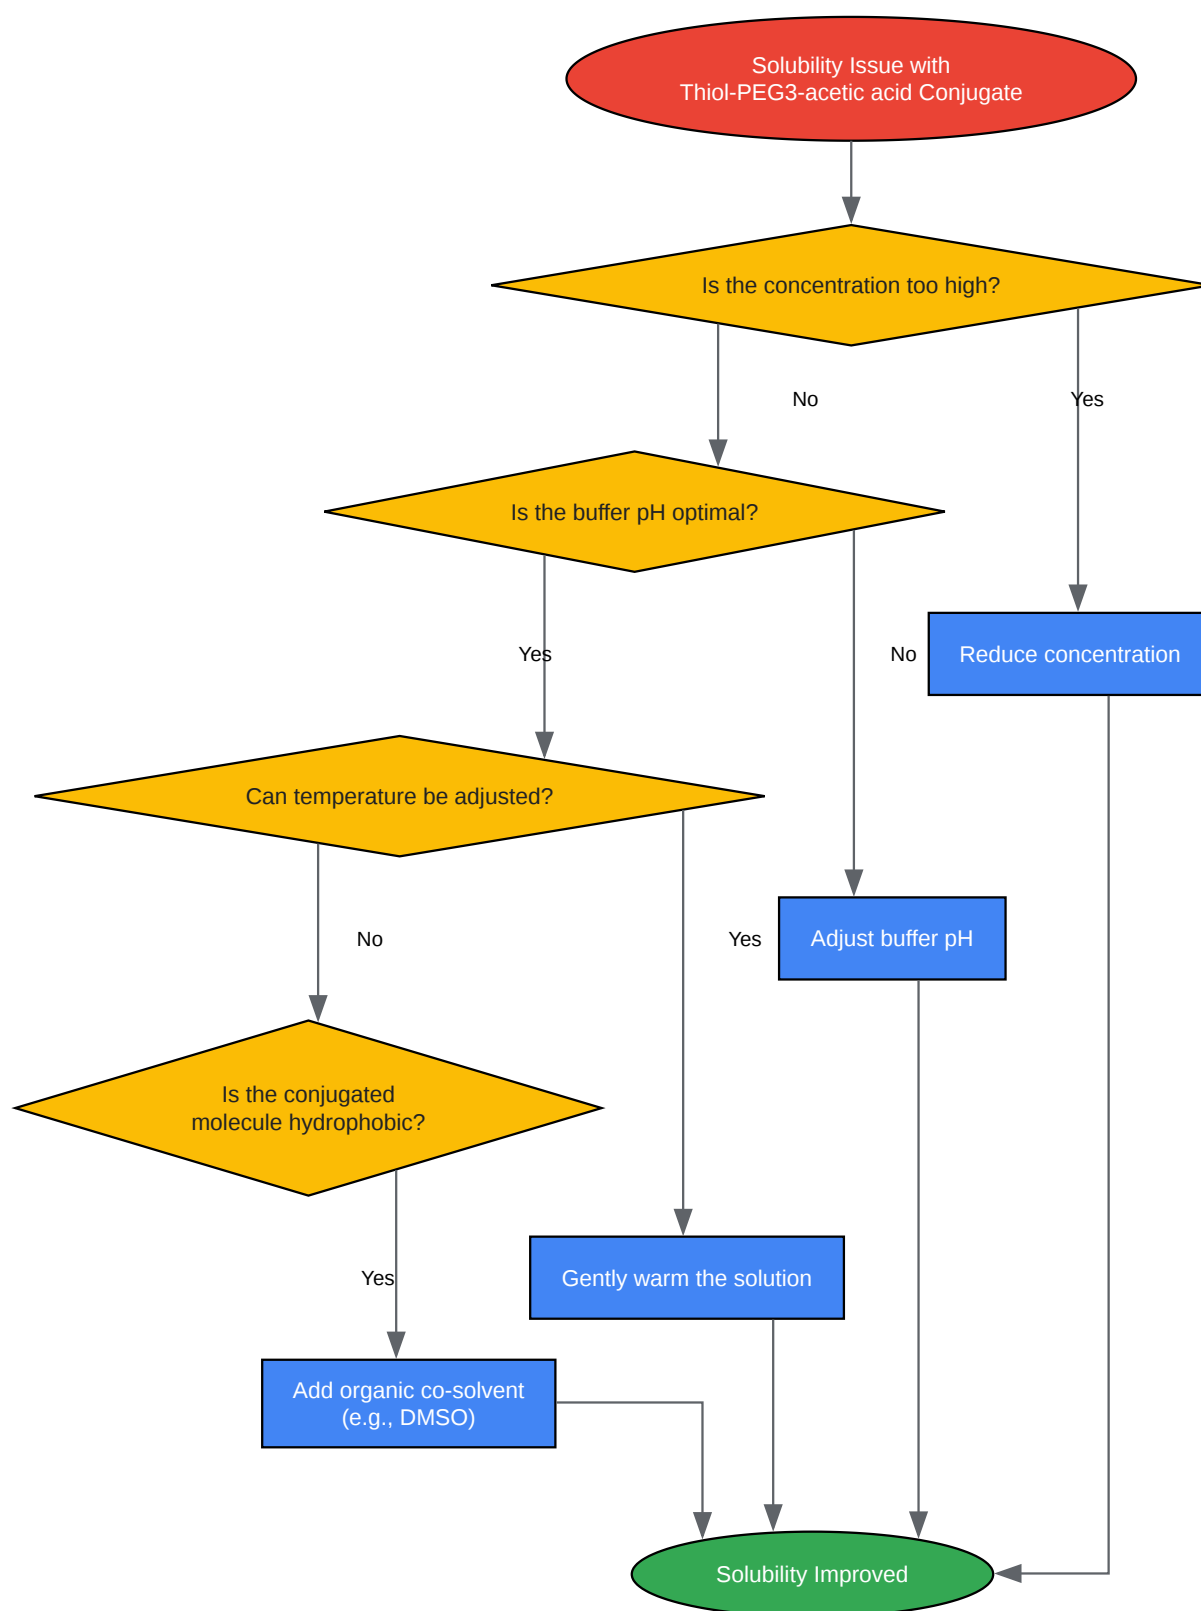 Solubility Issue with
Thiol-PEG3-acetic acid Conjugate
Is the concentration too high?
No
Yes
Is the buffer pH optimal?
Yes
No
Reduce concentration
Can temperature be adjusted?
No
Yes
Adjust buffer pH
Is the conjugated
molecule hydrophobic?
Yes
Gently warm the solution
Add organic co-solvent
(e.g., DMSO)
Solubility Improved